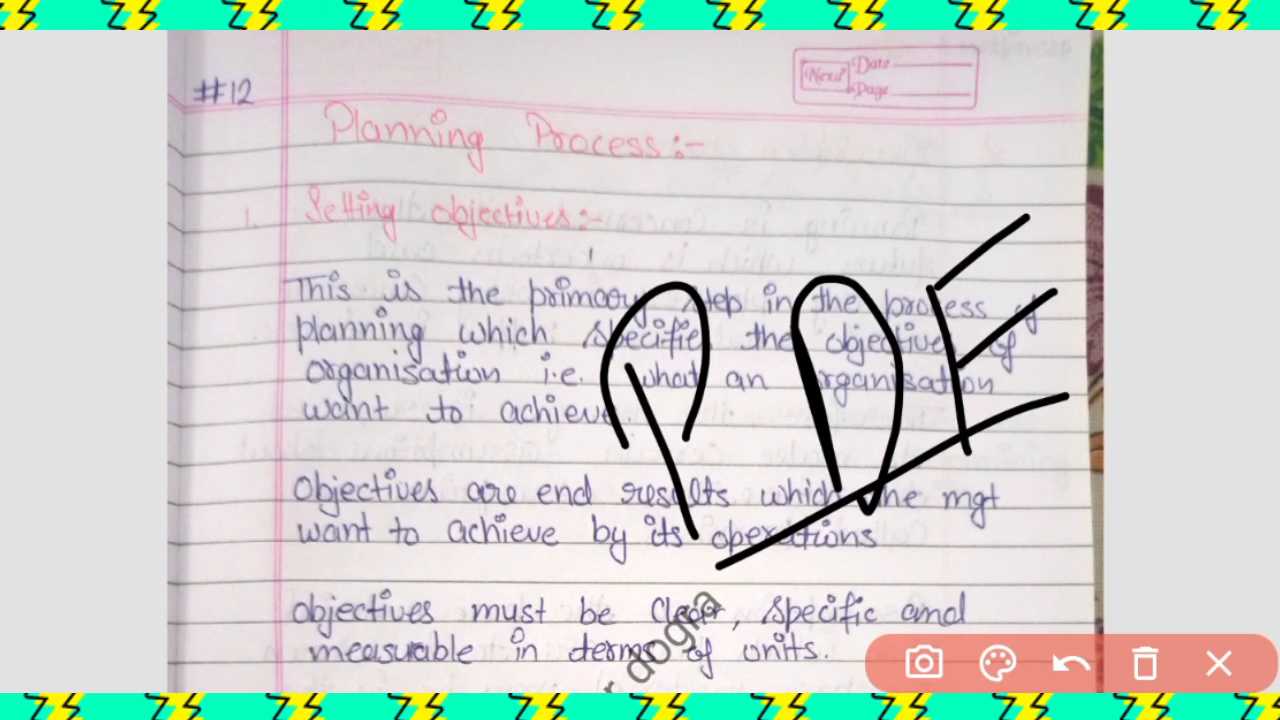 #12
Next
Date
Page
Planning Process:-
1. Setting objectives:-
This is the primary step in the process of
planning which specifies the objectives of
organisation i.e. what an organisation
want to achieve
PDE
Objectives are end results which the mgt
want to achieve by its operations
objectives must be clear, specific and
measurable in terms of units.
dogra